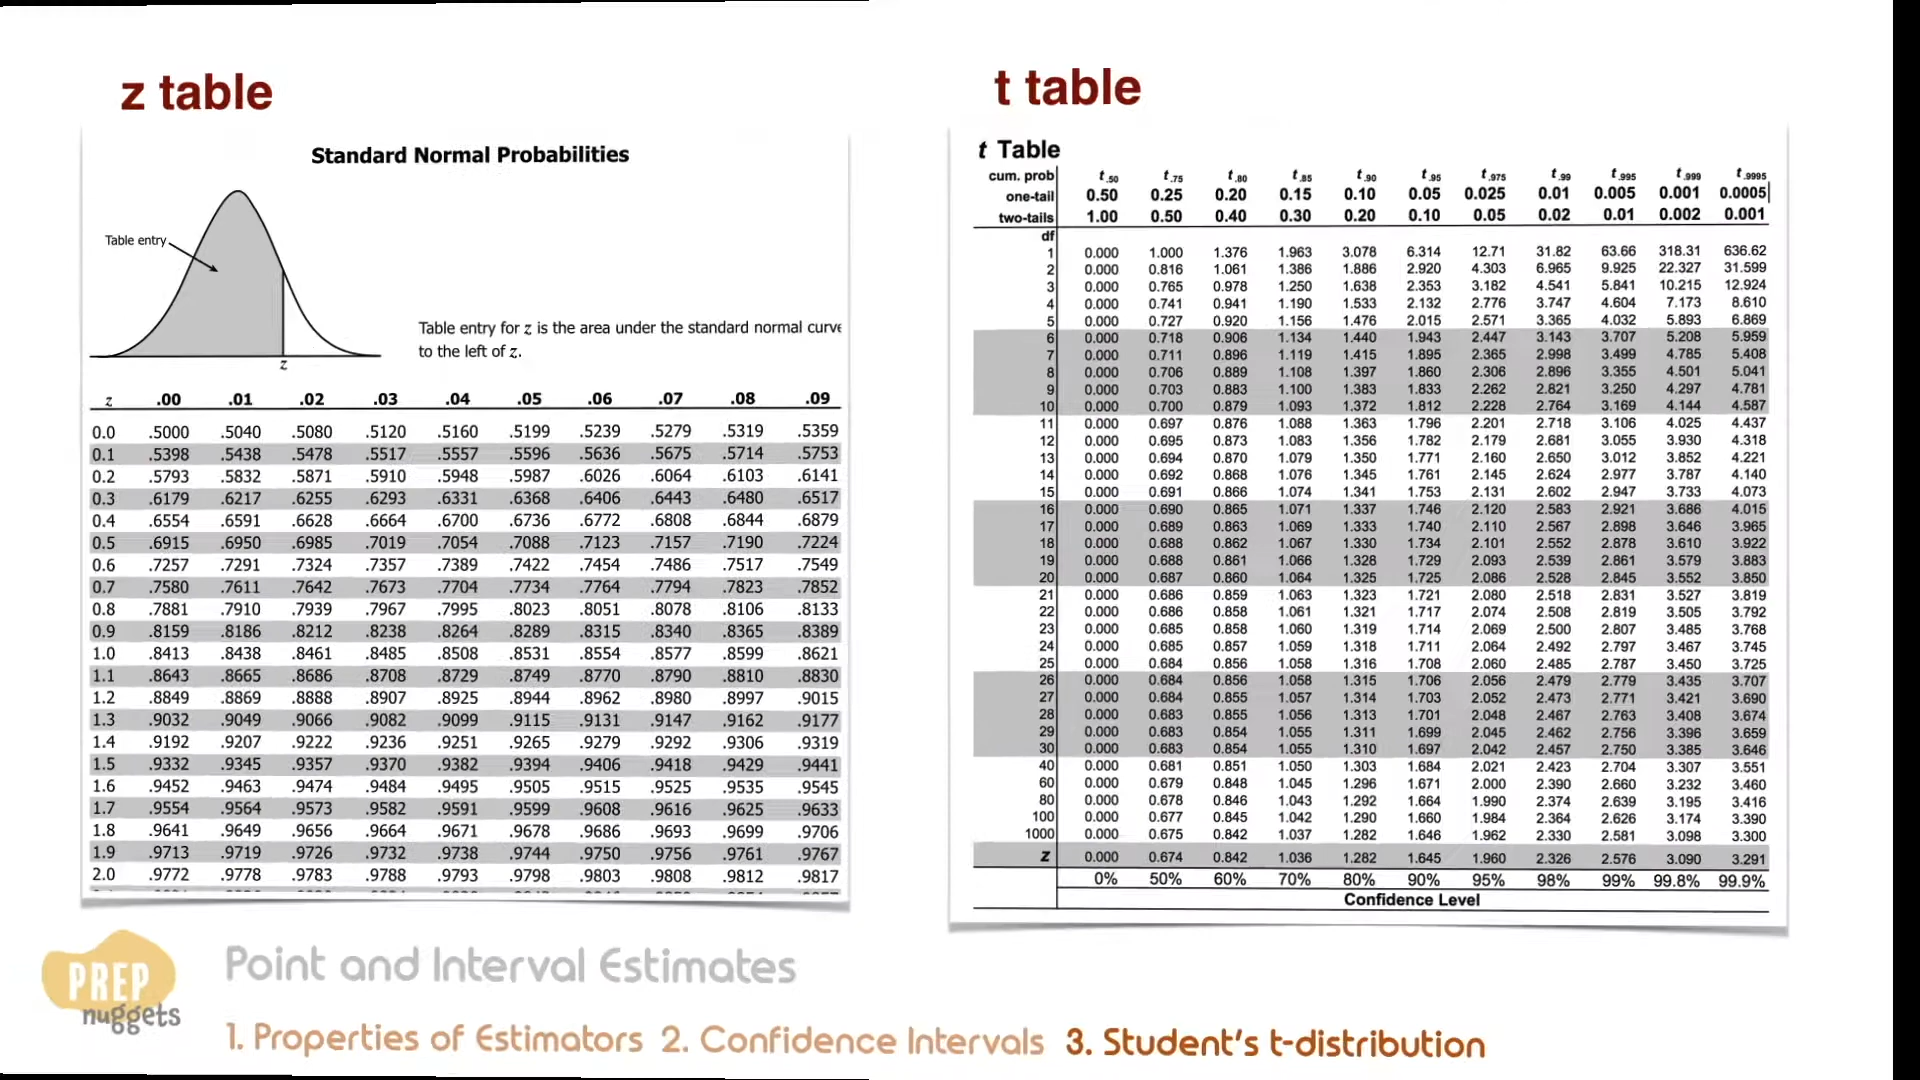 z table
Standard Normal Probabilities
Table entry
z
Table entry for z is the area under the standard normal curve
to the left of z.
z .00 .01 .02 .03 .04 .05 .06 .07 .08 .09
0.0 .5000 .5040 .5080 .5120 .5160 .5199 .5239 .5279 .5319 .5359
0.1 .5398 .5438 .5478 .5517 .5557 .5596 .5636 .5675 .5714 .5753
0.2 .5793 .5832 .5871 .5910 .5948 .5987 .6026 .6064 .6103 .6141
0.3 .6179 .6217 .6255 .6293 .6331 .6368 .6406 .6443 .6480 .6517
0.4 .6554 .6591 .6628 .6664 .6700 .6736 .6772 .6808 .6844 .6879
0.5 .6915 .6950 .6985 .7019 .7054 .7088 .7123 .7157 .7190 .7224
0.6 .7257 .7291 .7324 .7357 .7389 .7422 .7454 .7486 .7517 .7549
0.7 .7580 .7611 .7642 .7673 .7704 .7734 .7764 .7794 .7823 .7852
0.8 .7881 .7910 .7939 .7967 .7995 .8023 .8051 .8078 .8106 .8133
0.9 .8159 .8186 .8212 .8238 .8264 .8289 .8315 .8340 .8365 .8389
1.0 .8413 .8438 .8461 .8485 .8508 .8531 .8554 .8577 .8599 .8621
1.1 .8643 .8665 .8686 .8708 .8729 .8749 .8770 .8790 .8810 .8830
1.2 .8849 .8869 .8888 .8907 .8925 .8944 .8962 .8980 .8997 .9015
1.3 .9032 .9049 .9066 .9082 .9099 .9115 .9131 .9147 .9162 .9177
1.4 .9192 .9207 .9222 .9236 .9251 .9265 .9279 .9292 .9306 .9319
1.5 .9332 .9345 .9357 .9370 .9382 .9394 .9406 .9418 .9429 .9441
1.6 .9452 .9463 .9474 .9484 .9495 .9505 .9515 .9525 .9535 .9545
1.7 .9554 .9564 .9573 .9582 .9591 .9599 .9608 .9616 .9625 .9633
1.8 .9641 .9649 .9656 .9664 .9671 .9678 .9686 .9693 .9699 .9706
1.9 .9713 .9719 .9726 .9732 .9738 .9744 .9750 .9756 .9761 .9767
2.0 .9772 .9778 .9783 .9788 .9793 .9798 .9803 .9808 .9812 .9817
t table
t Table
cum. prob t.50 t.75 t.80 t.85 t.90 t.95 t.975 t.99 t.995 t.999 t.9995
one-tail 0.50 0.25 0.20 0.15 0.10 0.05 0.025 0.01 0.005 0.001 0.0005
two-tails 1.00 0.50 0.40 0.30 0.20 0.10 0.05 0.02 0.01 0.002 0.001
df
1 0.000 1.000 1.376 1.963 3.078 6.314 12.71 31.82 63.66 318.31 636.62
2 0.000 0.816 1.061 1.386 1.886 2.920 4.303 6.965 9.925 22.327 31.599
3 0.000 0.765 0.978 1.250 1.638 2.353 3.182 4.541 5.841 10.215 12.924
4 0.000 0.741 0.941 1.190 1.533 2.132 2.776 3.747 4.604 7.173 8.610
5 0.000 0.727 0.920 1.156 1.476 2.015 2.571 3.365 4.032 5.893 6.869
6 0.000 0.718 0.906 1.134 1.440 1.943 2.447 3.143 3.707 5.208 5.959
7 0.000 0.711 0.896 1.119 1.415 1.895 2.365 2.998 3.499 4.785 5.408
8 0.000 0.706 0.889 1.108 1.397 1.860 2.306 2.896 3.355 4.501 5.041
9 0.000 0.703 0.883 1.100 1.383 1.833 2.262 2.821 3.250 4.297 4.781
10 0.000 0.700 0.879 1.093 1.372 1.812 2.228 2.764 3.169 4.144 4.587
11 0.000 0.697 0.876 1.088 1.363 1.796 2.201 2.718 3.106 4.025 4.437
12 0.000 0.695 0.873 1.083 1.356 1.782 2.179 2.681 3.055 3.930 4.318
13 0.000 0.694 0.870 1.079 1.350 1.771 2.160 2.650 3.012 3.852 4.221
14 0.000 0.692 0.868 1.076 1.345 1.761 2.145 2.624 2.977 3.787 4.140
15 0.000 0.691 0.866 1.074 1.341 1.753 2.131 2.602 2.947 3.733 4.073
16 0.000 0.690 0.865 1.071 1.337 1.746 2.120 2.583 2.921 3.686 4.015
17 0.000 0.689 0.863 1.069 1.333 1.740 2.110 2.567 2.898 3.646 3.965
18 0.000 0.688 0.862 1.067 1.330 1.734 2.101 2.552 2.878 3.610 3.922
19 0.000 0.688 0.861 1.066 1.328 1.729 2.093 2.539 2.861 3.579 3.883
20 0.000 0.687 0.860 1.064 1.325 1.725 2.086 2.528 2.845 3.552 3.850
21 0.000 0.686 0.859 1.063 1.323 1.721 2.080 2.518 2.831 3.527 3.819
22 0.000 0.686 0.858 1.061 1.321 1.717 2.074 2.508 2.819 3.505 3.792
23 0.000 0.685 0.858 1.060 1.319 1.714 2.069 2.500 2.807 3.485 3.768
24 0.000 0.685 0.857 1.059 1.318 1.711 2.064 2.492 2.797 3.467 3.745
25 0.000 0.684 0.856 1.058 1.316 1.708 2.060 2.485 2.787 3.450 3.725
26 0.000 0.684 0.856 1.058 1.315 1.706 2.056 2.479 2.779 3.435 3.707
27 0.000 0.684 0.855 1.057 1.314 1.703 2.052 2.473 2.771 3.421 3.690
28 0.000 0.683 0.855 1.056 1.313 1.701 2.048 2.467 2.763 3.408 3.674
29 0.000 0.683 0.854 1.055 1.311 1.699 2.045 2.462 2.756 3.396 3.659
30 0.000 0.683 0.854 1.055 1.310 1.697 2.042 2.457 2.750 3.385 3.646
40 0.000 0.681 0.851 1.050 1.303 1.684 2.021 2.423 2.704 3.307 3.551
60 0.000 0.679 0.848 1.045 1.296 1.671 2.000 2.390 2.660 3.232 3.460
80 0.000 0.678 0.846 1.043 1.292 1.664 1.990 2.374 2.639 3.195 3.416
100 0.000 0.677 0.845 1.042 1.290 1.660 1.984 2.364 2.626 3.174 3.390
1000 0.000 0.675 0.842 1.037 1.282 1.646 1.962 2.330 2.581 3.098 3.300
Z 0.000 0.674 0.842 1.036 1.282 1.645 1.960 2.326 2.576 3.090 3.291
0% 50% 60% 70% 80% 90% 95% 98% 99% 99.8% 99.9%
Confidence Level
PREP
nuggets
Point and Interval Estimates
1. Properties of Estimators 2. Confidence Intervals 3. Student's t-distribution